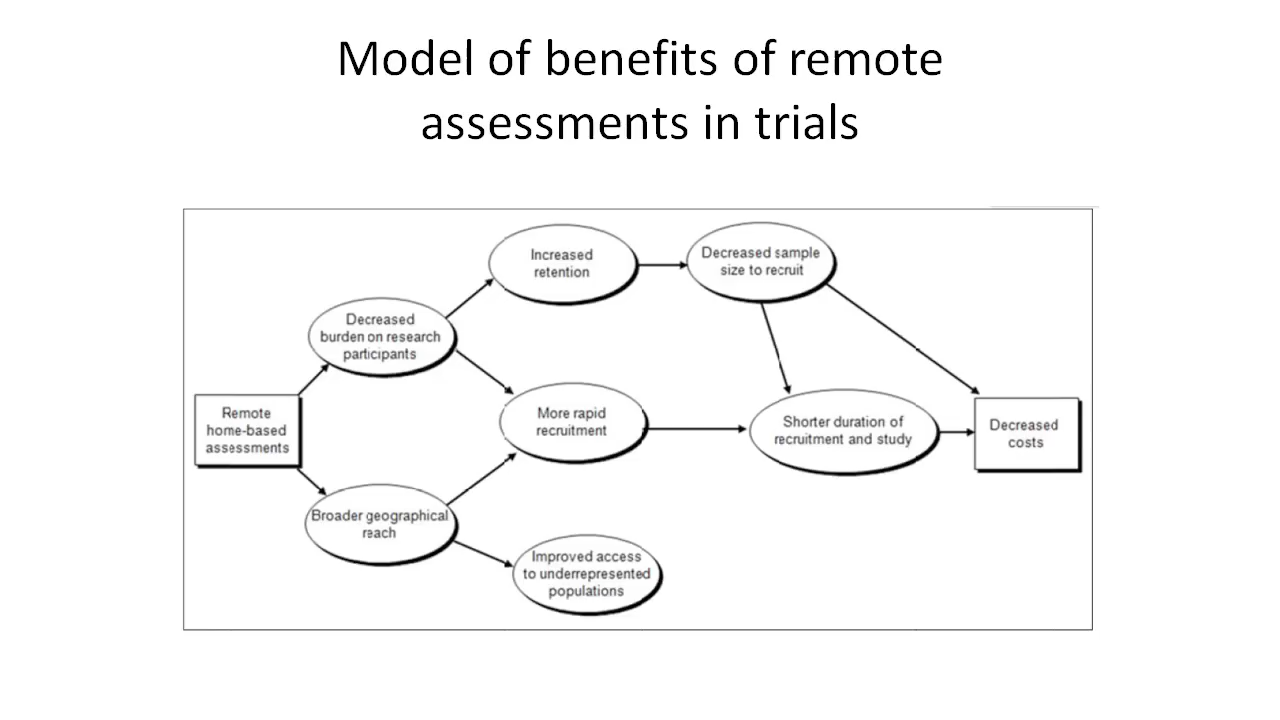 Model of benefits of remote
assessments in trials
Increased
retention
Decreased sample
size to recruit
Decreased
burden on research
participants
Remote
home-based
assessments
More rapid
recruitment
Shorter duration of
recruitment and study
Decreased
costs
Broader geographical
reach
Improved access
to underrepresented
populations